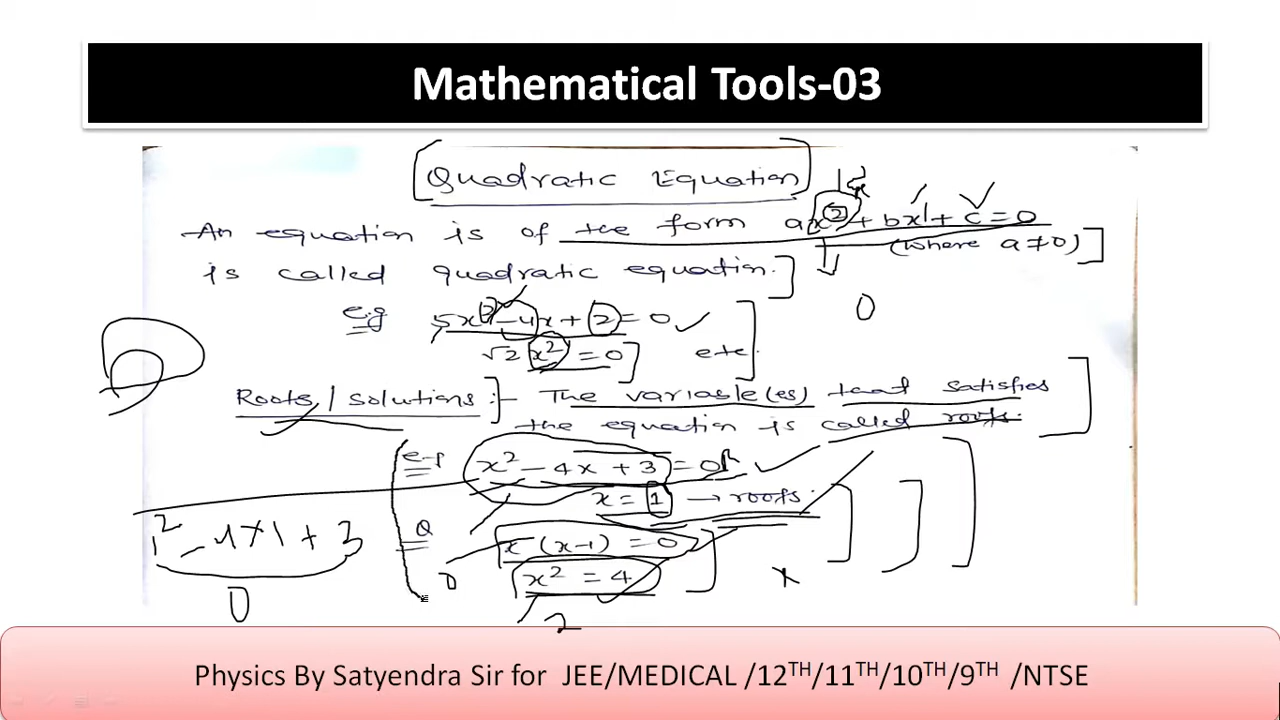 Mathematical Tools-03
Quadratic Equation
An equation is of the form ax²+bx+c=0
(where a≠0)
is called quadratic equation.
0
e.g 5x²-4x+2=0
√2 x²=0 etc.
Roots/solutions :- The variable(es) that satisfies
the equation is called roots.
e.g x²-4x+3=0
x=1→roots.
1²-4×1+3
0
x(x-1)=0
0 x²=4
2
Physics By Satyendra Sir for JEE/MEDICAL /12TH/11TH/10TH/9TH /NTSE